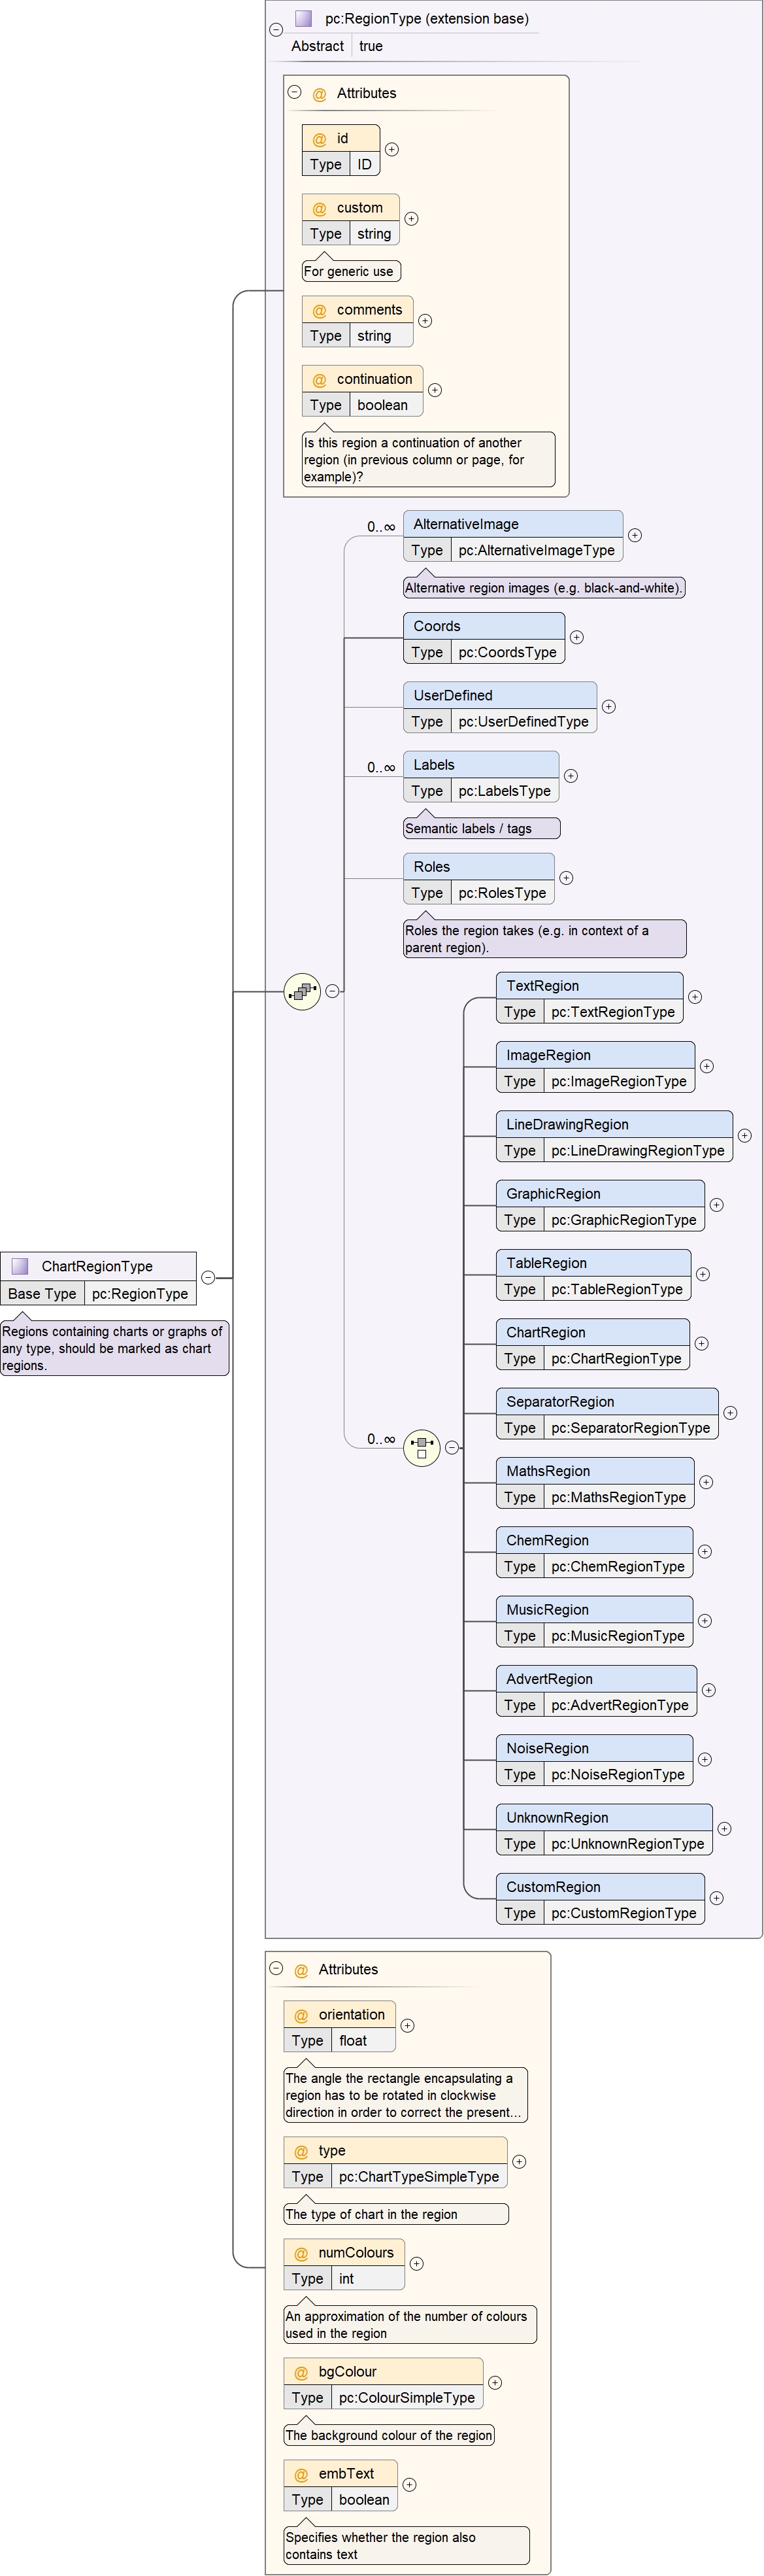 pc:RegionType (extension base)
Abstract true
@ Attributes
@ id
Type ID
@ custom
Type string
For generic use
@ comments
Type string
@ continuation
Type boolean
Is this region a continuation of another
region (in previous column or page, for
example)?
0..∞
AlternativeImage
Type pc:AlternativeImageType
Alternative region images (e.g. black-and-white).
Coords
Type pc:CoordsType
UserDefined
Type pc:UserDefinedType
0..∞
Labels
Type pc:LabelsType
Semantic labels / tags
Roles
Type pc:RolesType
Roles the region takes (e.g. in context of a
parent region).
TextRegion
Type pc:TextRegionType
ImageRegion
Type pc:ImageRegionType
LineDrawingRegion
Type pc:LineDrawingRegionType
GraphicRegion
Type pc:GraphicRegionType
TableRegion
Type pc:TableRegionType
ChartRegionType
Base Type pc:RegionType
Regions containing charts or graphs of
any type, should be marked as chart
regions.
ChartRegion
Type pc:ChartRegionType
SeparatorRegion
Type pc:SeparatorRegionType
0..∞
MathsRegion
Type pc:MathsRegionType
ChemRegion
Type pc:ChemRegionType
MusicRegion
Type pc:MusicRegionType
AdvertRegion
Type pc:AdvertRegionType
NoiseRegion
Type pc:NoiseRegionType
UnknownRegion
Type pc:UnknownRegionType
CustomRegion
Type pc:CustomRegionType
@ Attributes
@ orientation
Type float
The angle the rectangle encapsulating a
region has to be rotated in clockwise
direction in order to correct the present...
@ type
Type pc:ChartTypeSimpleType
The type of chart in the region
@ numColours
Type int
An approximation of the number of colours
used in the region
@ bgColour
Type pc:ColourSimpleType
The background colour of the region
@ embText
Type boolean
Specifies whether the region also
contains text